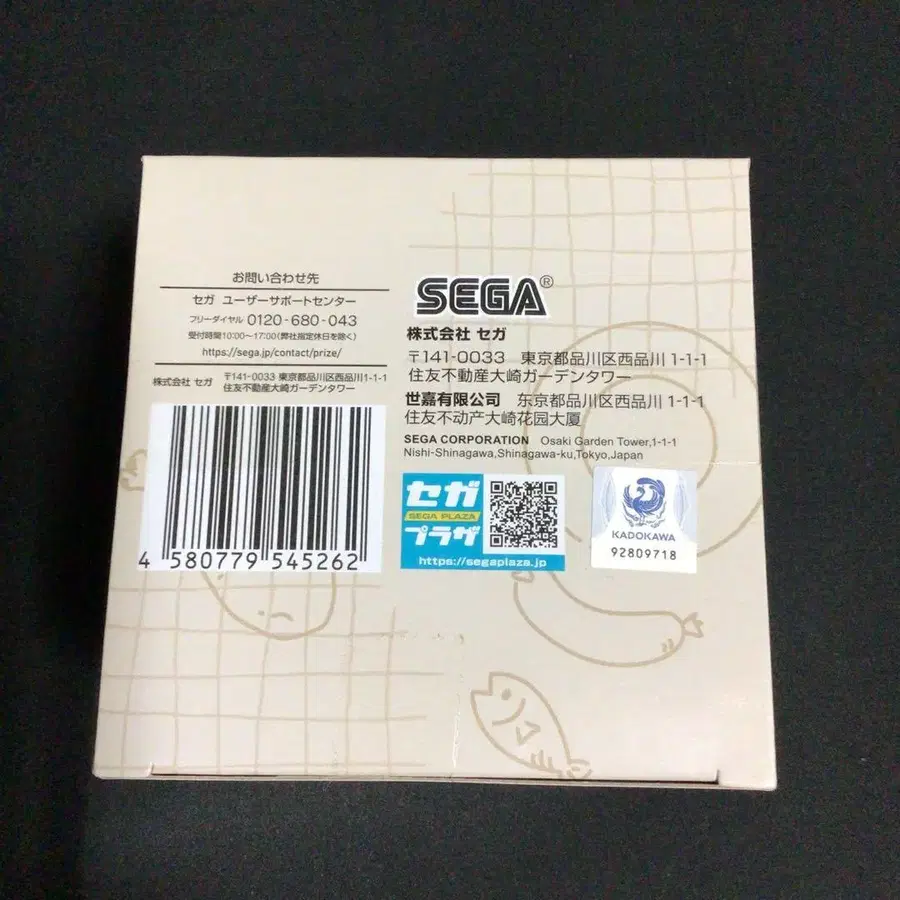 お問い合わせ先
セガ ユーザーサポートセンター
フリーダイヤル 0120-680-043
受付時間10:00～17:00(弊社指定休日を除く)
https://sega.jp/contact/prize/
株式会社 セガ 〒141-0033 東京都品川区西品川1-1-1
住友不動産大崎ガーデンタワー
4 580779 545262
SEGA®
株式会社 セガ
〒141-0033 東京都品川区西品川 1-1-1
住友不動産大崎ガーデンタワー
世嘉有限公司 东京都品川区西品川 1-1-1
住友不动产大崎花园大厦
SEGA CORPORATION Osaki Garden Tower,1-1-1
Nishi-Shinagawa,Shinagawa-ku,Tokyo,Japan
セガ
SEGA PLAZA
プラザ
https://segaplaza.jp
KADOKAWA
92809718